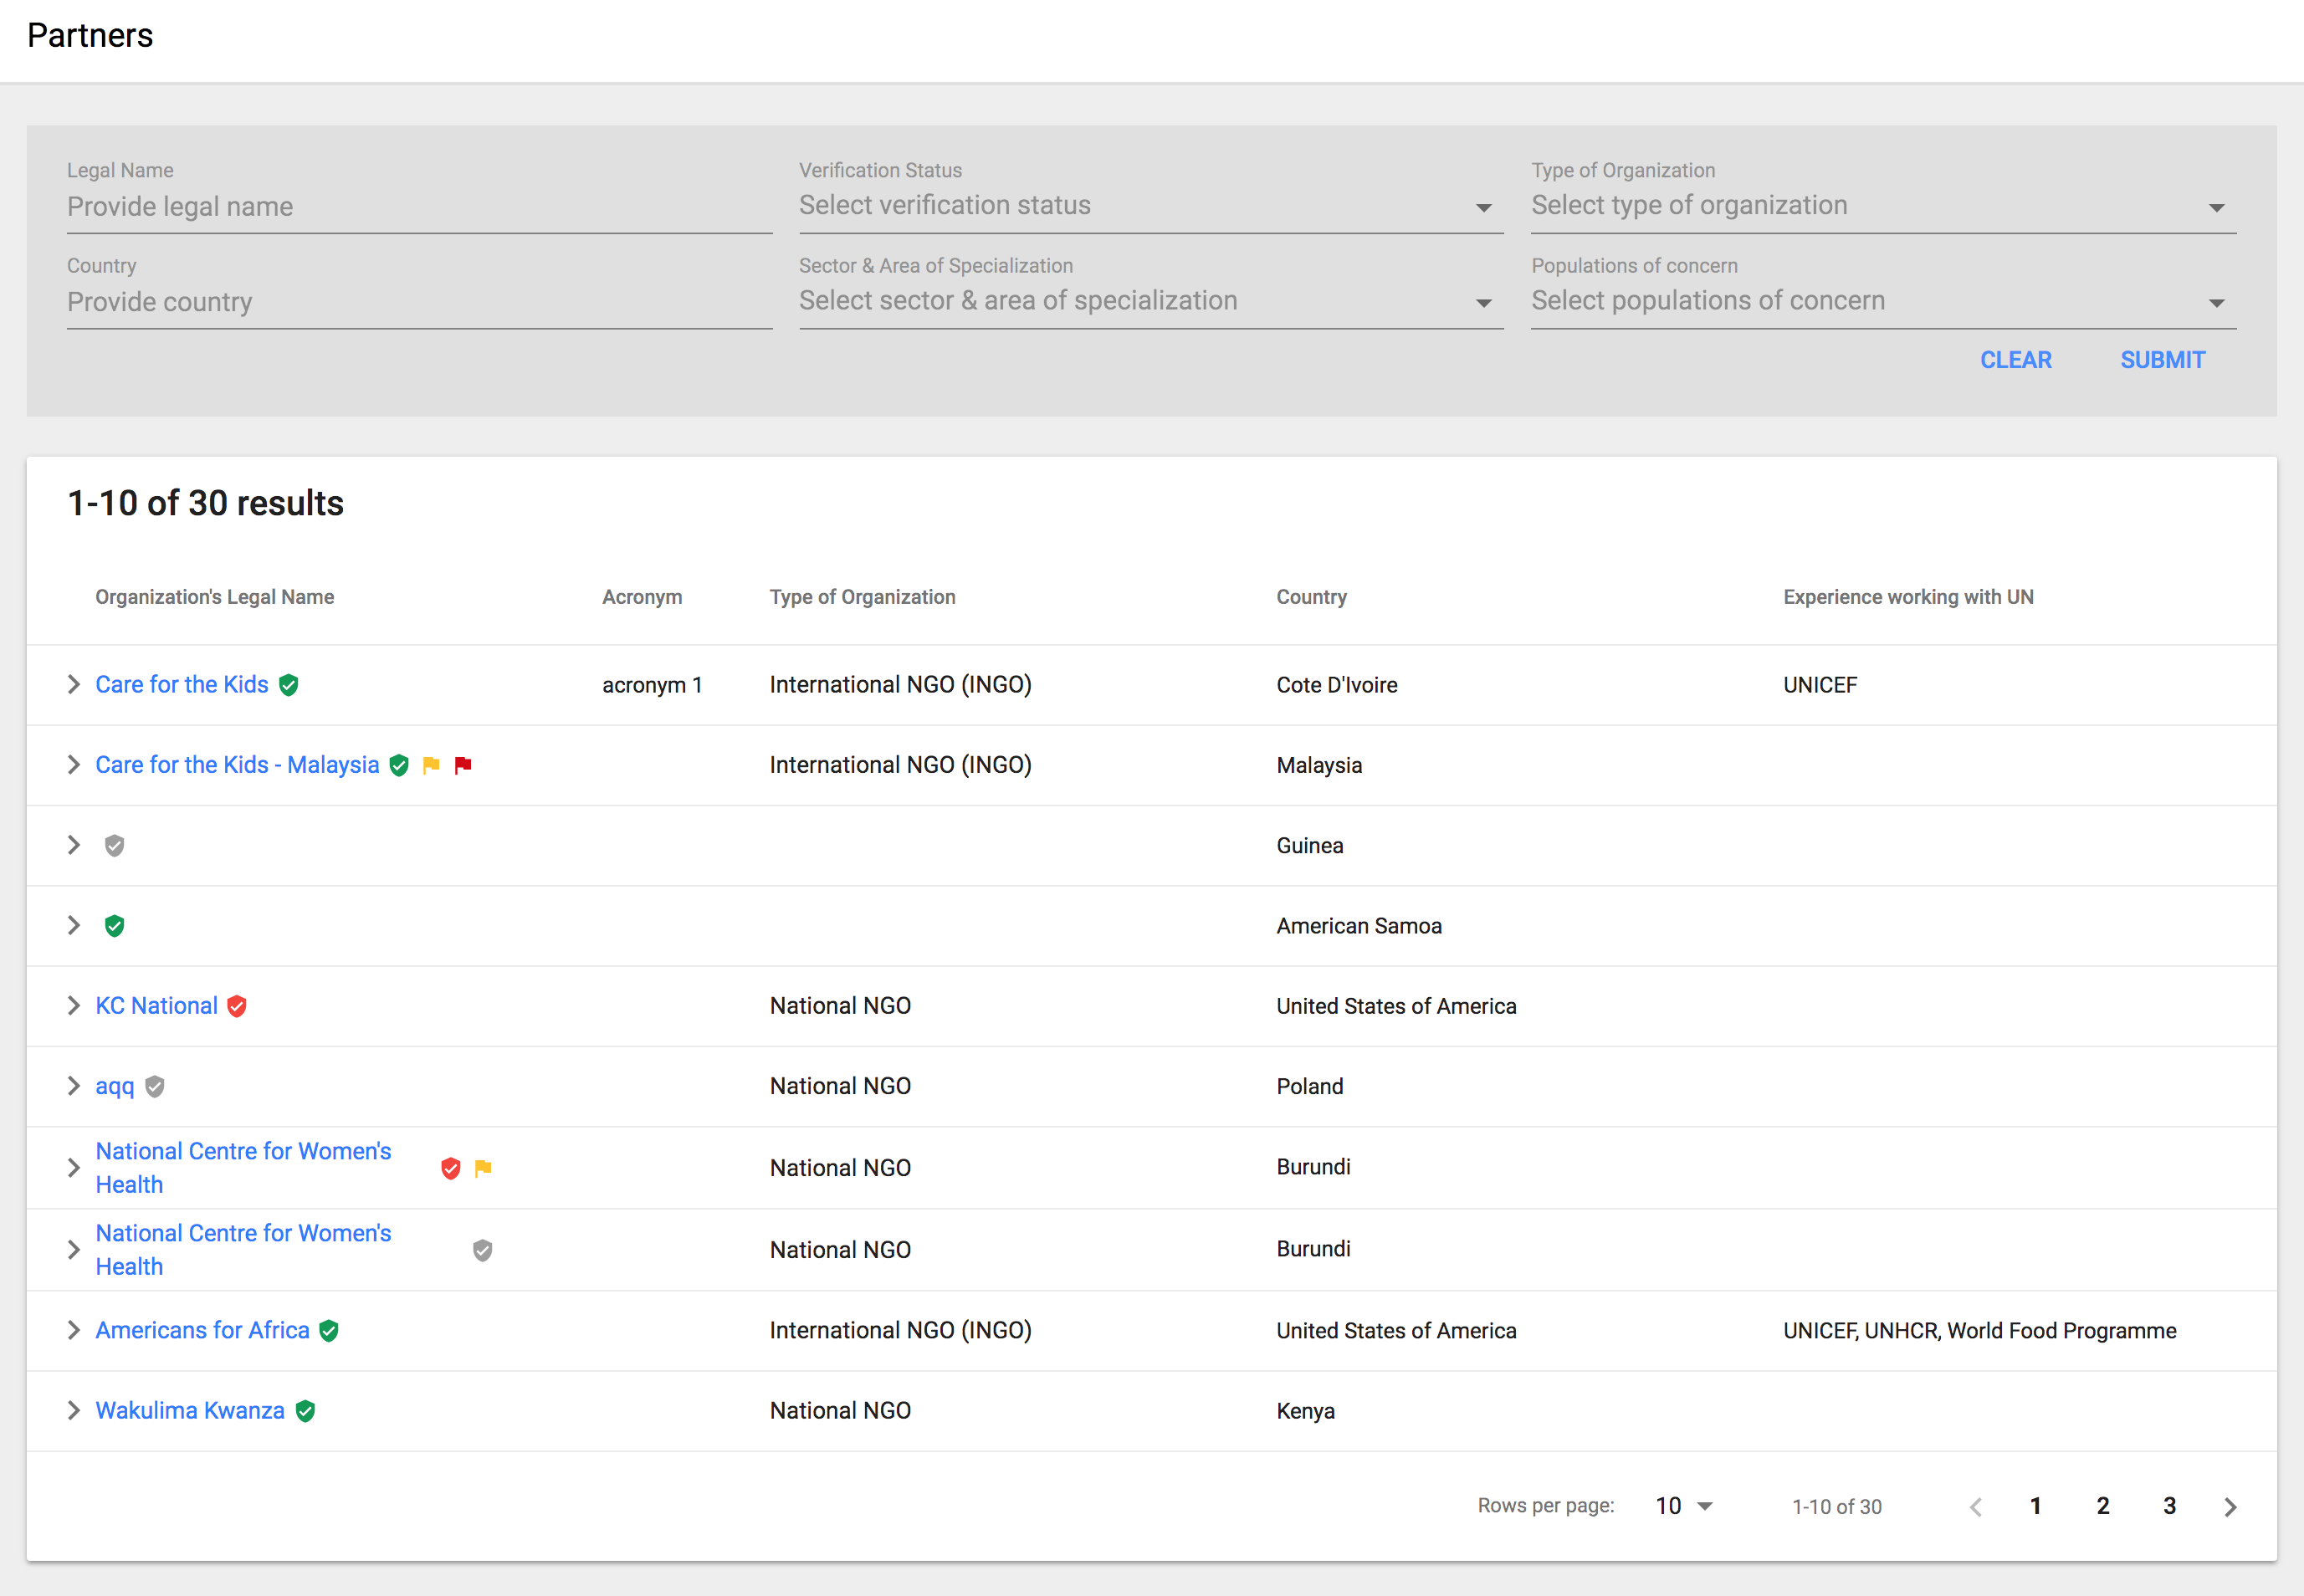 Partners
Legal Name
Provide legal name
Verification Status
Select verification status
Type of Organization
Select type of organization
Country
Provide country
Sector & Area of Specialization
Select sector & area of specialization
Populations of concern
Select populations of concern
CLEAR SUBMIT
1-10 of 30 results
Organization's Legal Name Acronym Type of Organization Country Experience working with UN
Care for the Kids acronym 1 International NGO (INGO) Cote D'Ivoire UNICEF
Care for the Kids - Malaysia International NGO (INGO) Malaysia
Guinea
American Samoa
KC National National NGO United States of America
aqq National NGO Poland
National Centre for Women's
Health National NGO Burundi
National Centre for Women's
Health National NGO Burundi
Americans for Africa International NGO (INGO) United States of America UNICEF, UNHCR, World Food Programme
Wakulima Kwanza National NGO Kenya
Rows per page: 10 1-10 of 30 1 2 3